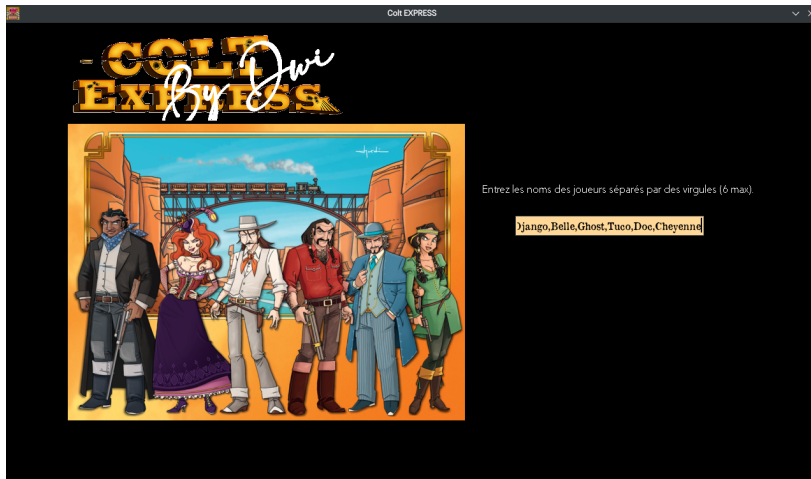 Colt EXPRESS
COLT
By Dwi
EXPRESS
Entrez les noms des joueurs séparés par des virgules (6 max).
Django,Belle,Ghost,Tuco,Doc,Cheyenne